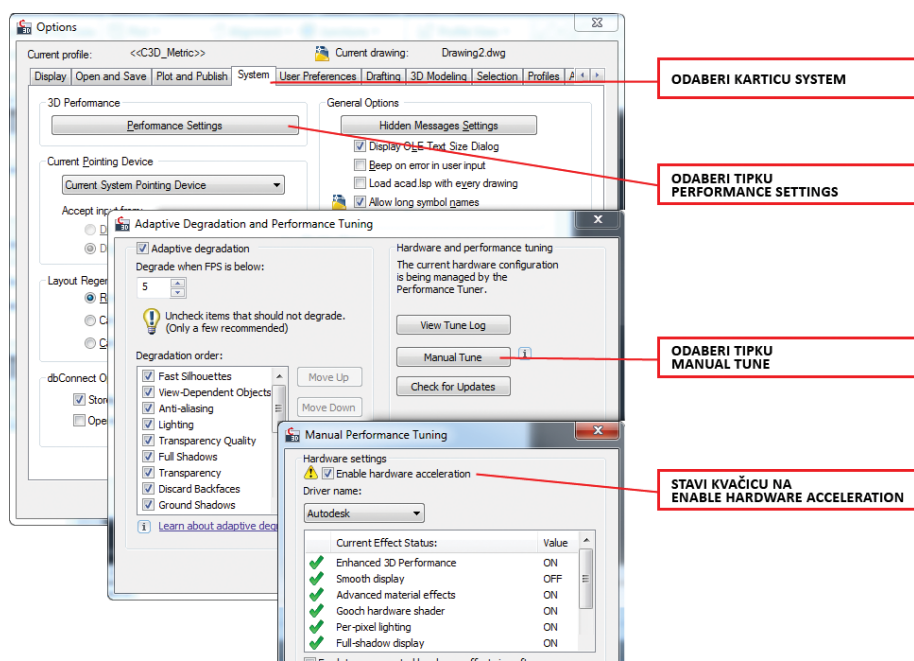 Options
Current profile: <<C3D_Metric>> Current drawing: Drawing2.dwg
Display Open and Save Plot and Publish System User Preferences Drafting 3D Modeling Selection Profiles
3D Performance
Performance Settings
Current Pointing Device
Current System Pointing Device
Accept input from:
Layout Regen
dbConnect
General Options
Hidden Messages Settings
Display OLE Text Size Dialog
Beep on error in user input
Load acad.lsp with every drawing
Allow long symbol names
Adaptive Degradation and Performance Tuning
Adaptive degradation
Degrade when FPS is below:
5
Uncheck items that should not degrade.
(Only a few recommended)
Degradation order:
Fast Silhouettes
View-Dependent Objects
Anti-aliasing
Lighting
Transparency Quality
Full Shadows
Transparency
Discard Backfaces
Ground Shadows
Move Up
Move Down
Learn about adaptive
Hardware and performance tuning
The current hardware configuration
is being managed by the
Performance Tuner.
View Tune Log
Manual Tune
Check for Updates
Manual Performance Tuning
Hardware settings
Enable hardware acceleration
Driver name:
Autodesk
Current Effect Status: Value
Enhanced 3D Performance ON
Smooth display OFF
Advanced material effects ON
Gooch hardware shader ON
Per-pixel lighting ON
Full-shadow display ON
ODABERI KARTICU SYSTEM
ODABERI TIPKU
PERFORMANCE SETTINGS
ODABERI TIPKU
MANUAL TUNE
STAVI KVAČICU NA
ENABLE HARDWARE ACCELERATION